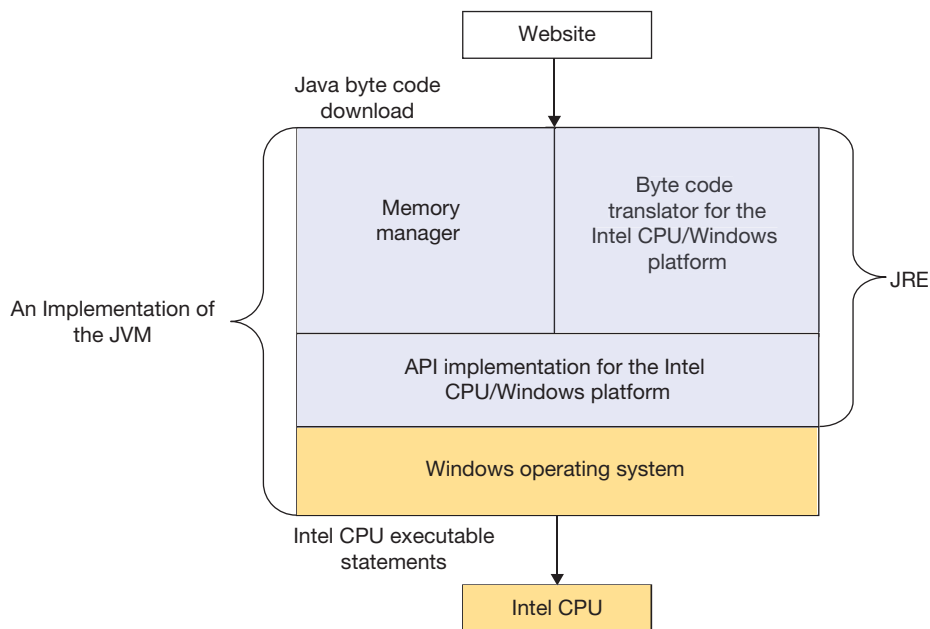 Website
Java byte code
download
Memory
manager
Byte code
translator for the
Intel CPU/Windows
platform
JRE
An Implementation of
the JVM
API implementation for the Intel
CPU/Windows platform
Windows operating system
Intel CPU executable
statements
Intel CPU